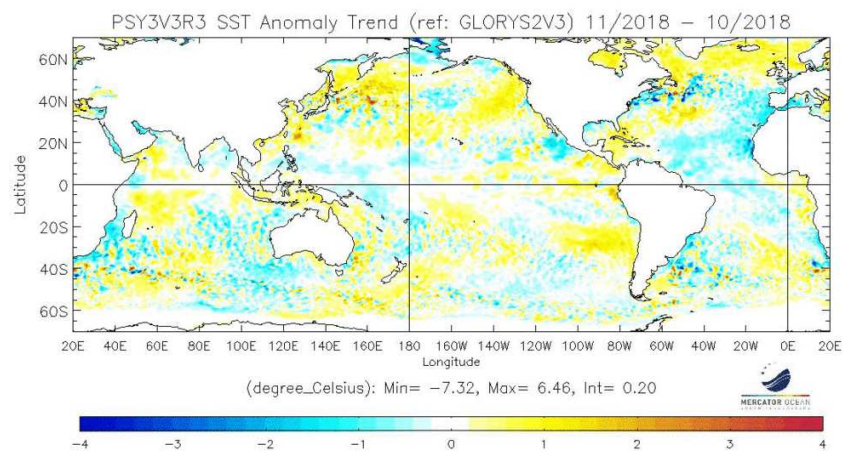 PSY3V3R3 SST Anomaly Trend (ref: GLORYS2V3) 11/2018 - 10/2018
60N
40N
20N
0
20S
40S
60S
Latitude
20E 40E 60E 80E 100E 120E 140E 160E 180 160W 140W 120W 100W 80W 60W 40W 20W 0E 20E
Longitude
(degree_Celsius): Min= -7.32, Max= 6.46, Int= 0.20
MERCATOR OCEAN
-4 -3 -2 -1 0 1 2 3 4